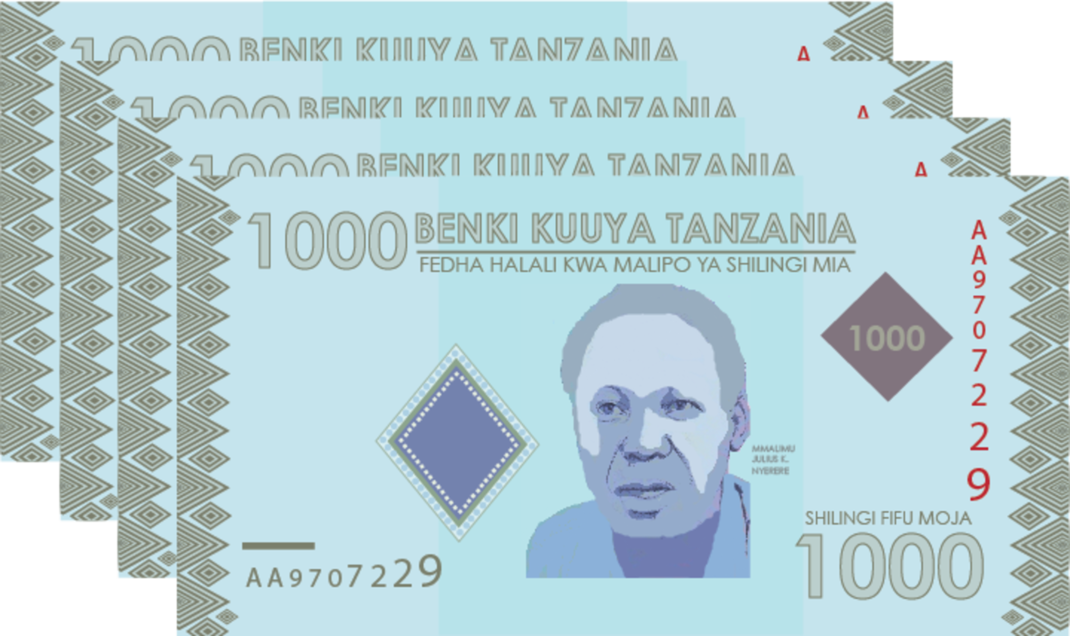 1000 BENKI KUUYA TANZANIA A
1000 BENKI KUUYA TANZANIA A
1000 BENKI KUUYA TANZANIA A
1000 BENKI KUUYA TANZANIA
FEDHA HALALI KWA MALIPO YA SHILINGI MIA
AA9707229
1000
MMALIMU
JULIUS K.
NYERERE
SHILINGI FIFU MOJA
1000
AA9707229